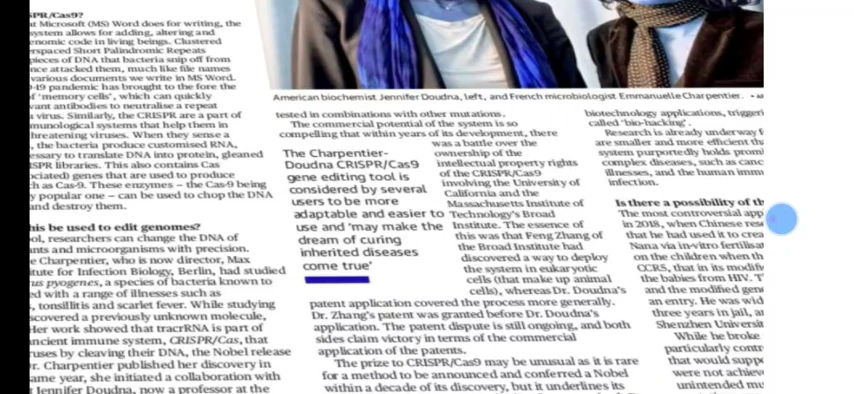 SPR/Cas9?
at Microsoft (MS) Word does for writing, the
system allows for adding, altering and
enomic code in living beings. Clustered
rspaced Short Palindromic Repeats
pieces of DNA that bacteria snip off from
nce attacked them, much like file names
various documents we write in MS Word.
-19 pandemic has brought to the fore the
f 'memory cells', which can quickly
vant antibodies to neutralise a repeat
a virus. Similarly, the CRISPR are a part of
munological systems that help them in
hreatening viruses. When they sense a
, the bacteria produce customised RNA,
essary to translate DNA into protein, gleaned
ISPR libraries. This also contains Cas
ociated) genes that are used to produce
ch as Cas-9. These enzymes – the Cas-9 being
y popular one – can be used to chop the DNA
and destroy them.
his be used to edit genomes?
ol, researchers can change the DNA of
nts and microorganisms with precision.
e Charpentier, who is now director, Max
itute for Infection Biology, Berlin, had studied
us pyogenes, a species of bacteria known to
ed with a range of illnesses such as
, tonsillitis and scarlet fever. While studying
scovered a previously unknown molecule,
Her work showed that tracrRNA is part of
ncient immune system, CRISPR/Cas, that
ruses by cleaving their DNA, the Nobel release
r. Charpentier published her discovery in
ame year, she initiated a collaboration with
Jennifer Doudna, now a professor at the
American biochemist Jennifer Doudna, left, and French microbiologist Emmanuelle Charpentier.
tested in combinations with other mutations.
The commercial potential of the system is so
compelling that within years of its development, there
was a battle over the
ownership of the
intellectual property rights
of the CRISPR/Cas9
involving the University of
California and the
Massachusetts Institute of
Technology's Broad
Institute. The essence of
this was that Feng Zhang of
the Broad Institute had
discovered a way to deploy
the system in eukaryotic
cells (that make up animal
cells), whereas Dr. Doudna's
patent application covered the process more generally.
Dr. Zhang's patent was granted before Dr. Doudna's
application. The patent dispute is still ongoing, and both
sides claim victory in terms of the commercial
application of the patents.
The prize to CRISPR/Cas9 may be unusual as it is rare
for a method to be announced and conferred a Nobel
within a decade of its discovery, but it underlines its
The Charpentier-
Doudna CRISPR/Cas9
gene editing tool is
considered by several
users to be more
adaptable and easier to
use and 'may make the
dream of curing
inherited diseases
come true'
biotechnology applications, triggeri
called 'bio-hacking'.
Research is already underway f
are smaller and more efficient th
system purportedly holds promi
complex diseases, such as canc
illnesses, and the human imm
infection.
Is there a possibility of th
The most controversial app
in 2018, when Chinese rese
that he had used it to crea
Nana via in-vitro fertilisat
on the children when th
CCR5, that in its modifi
the babies from HIV. T
and the modified gene
an entry. He was wid
three years in jail, an
Shenzhen Universit
While he broke
particularly contr
that would suppo
were not achiev
unintended mu